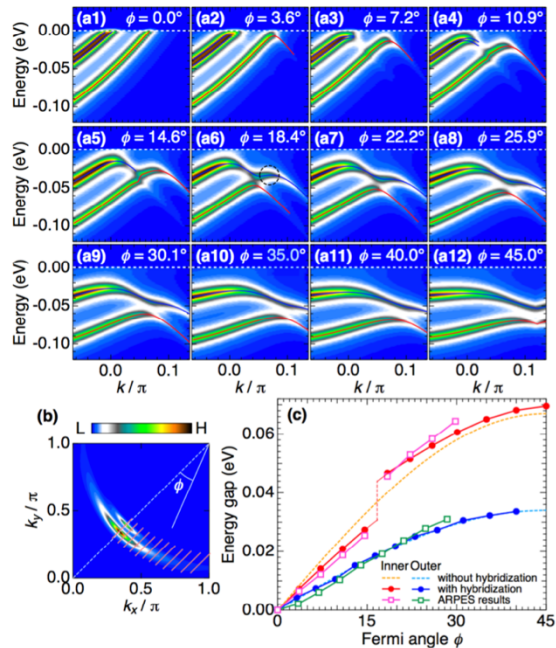 (a1) ϕ = 0.0° (a2) ϕ = 3.6° (a3) ϕ = 7.2° (a4) ϕ = 10.9°
Energy (eV)
0.00
-0.05
-0.10
(a5) ϕ = 14.6° (a6) ϕ = 18.4° (a7) ϕ = 22.2° (a8) ϕ = 25.9°
Energy (eV)
0.00
-0.05
-0.10
(a9) ϕ = 30.1° (a10) ϕ = 35.0° (a11) ϕ = 40.0° (a12) ϕ = 45.0°
Energy (eV)
0.00
-0.05
-0.10
0.0 0.1 0.0 0.1 0.0 0.1 0.0 0.1
k / π k / π k / π k / π
(b) L H
1.0
0.5
0.0
ky / π
ϕ
0.0 0.5 1.0
kx / π
(c)
Energy gap (eV)
0.06
0.04
0.02
0.00
Inner Outer
without hybridization
with hybridization
ARPES results
0 15 30 45
Fermi angle ϕ